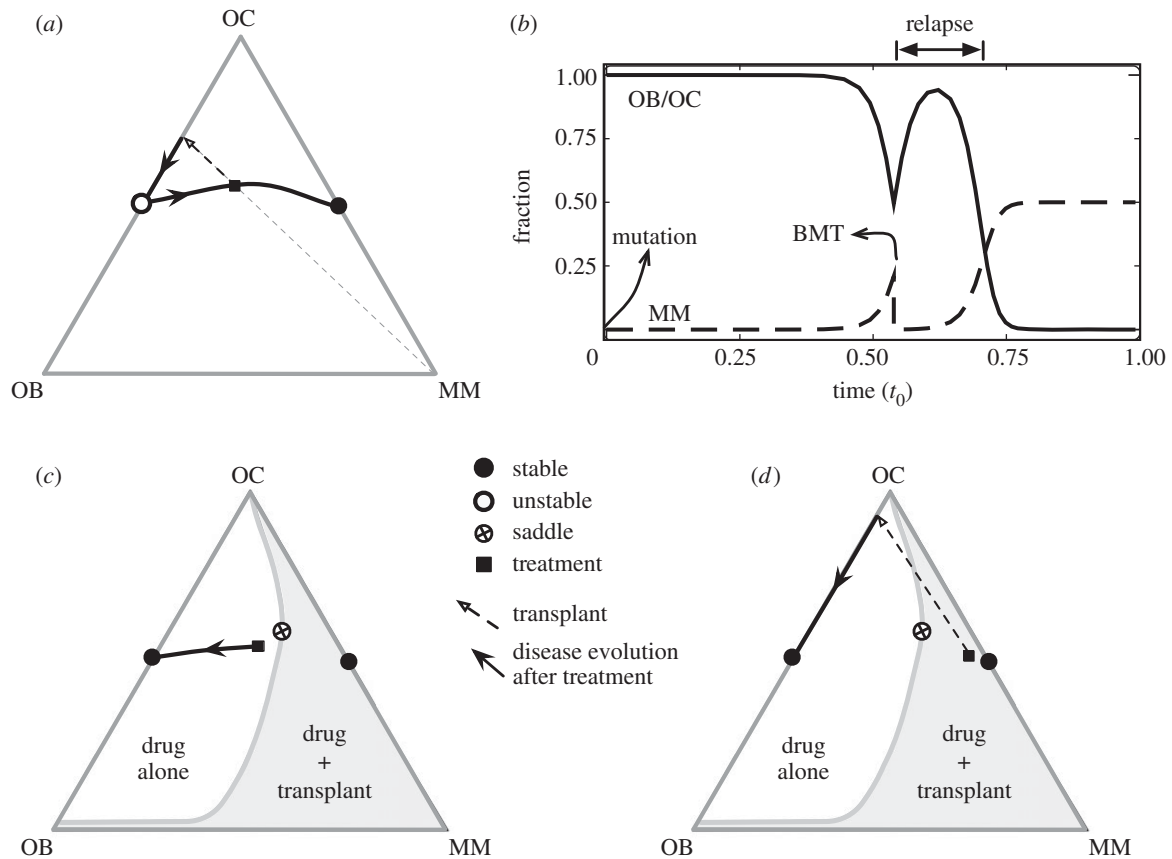 (a)
OC
OB
MM
(b)
relapse
1.00
0.75
0.50
0.25
0
fraction
OB/OC
BMT
mutation
MM
0.25
0.50
0.75
1.00
time (t0)
(c)
OC
drug
alone
drug
+
transplant
OB
MM
stable
unstable
saddle
treatment
transplant
disease evolution
after treatment
(d)
OC
drug
alone
drug
+
transplant
OB
MM